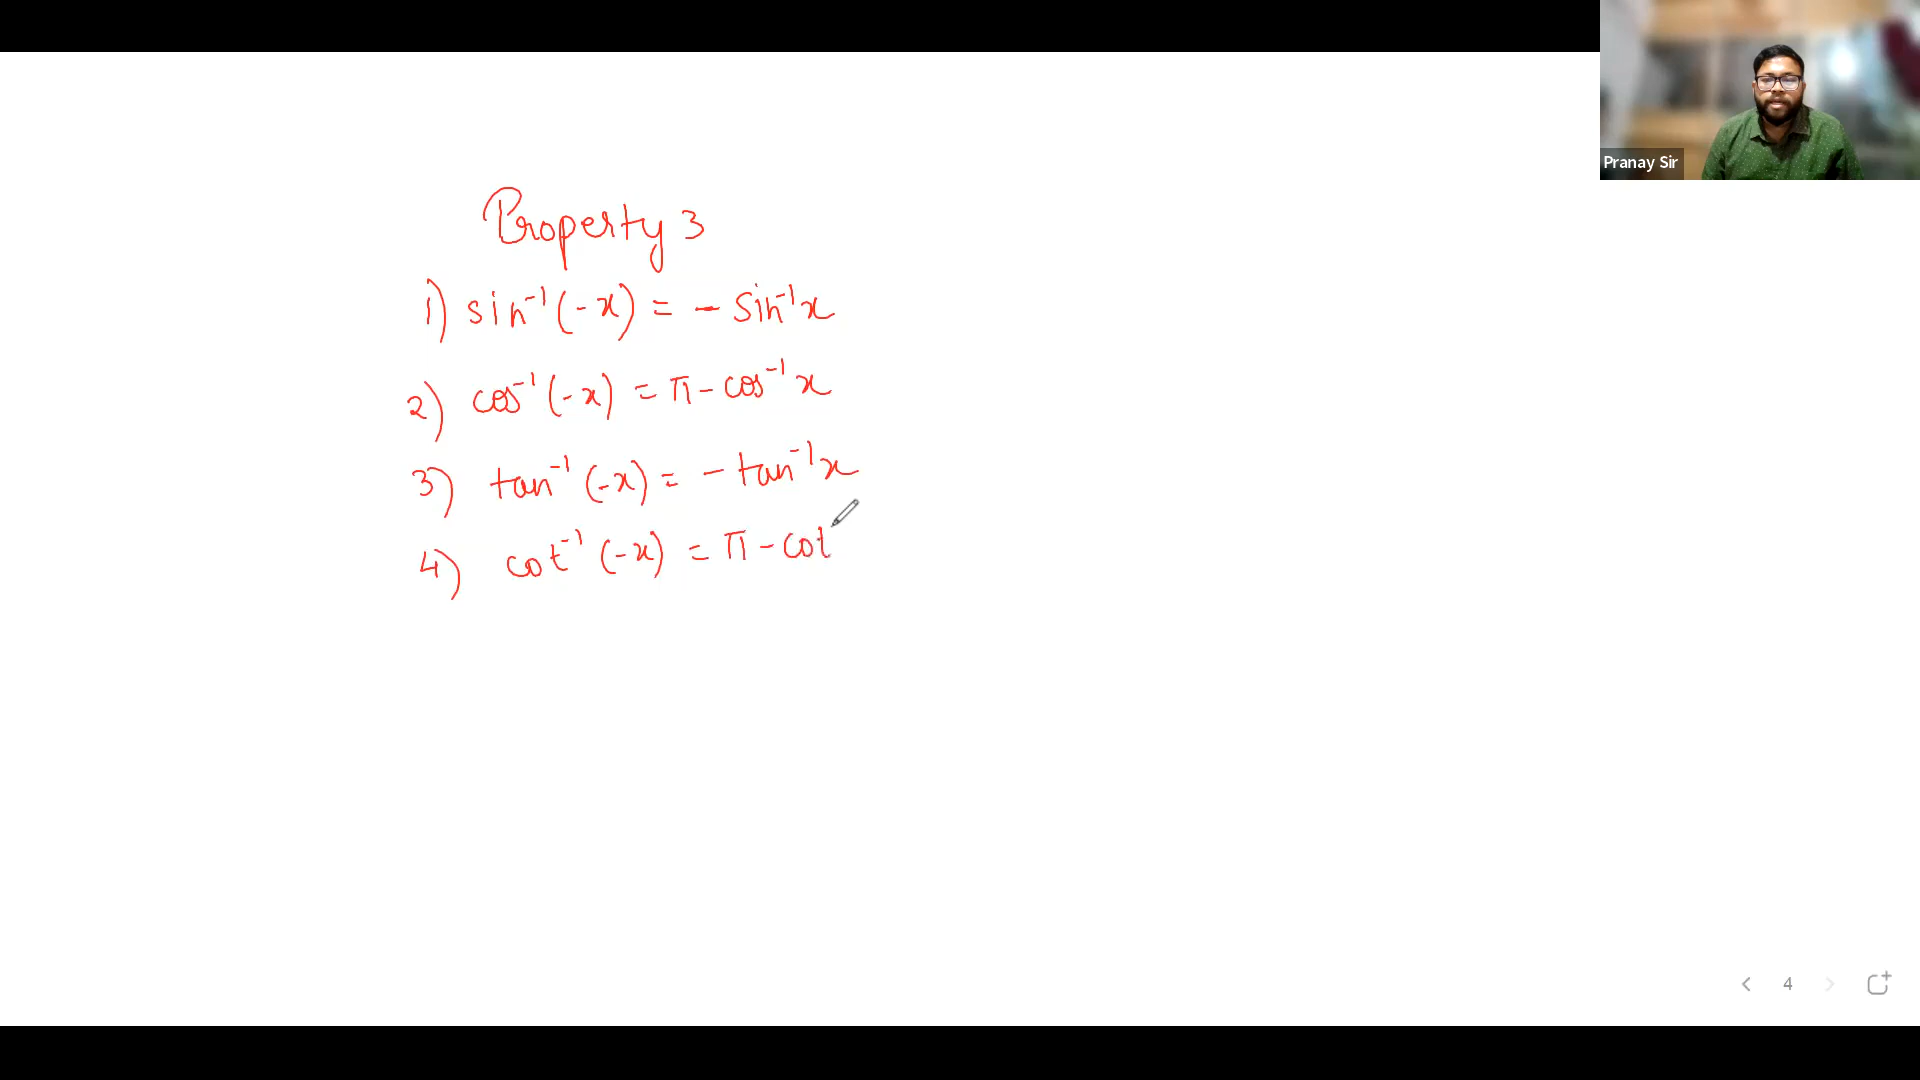 Pranay Sir
Property 3
1) sin⁻¹(-x) = - sin⁻¹x
2) cos⁻¹(-x) = π - cos⁻¹x
3) tan⁻¹(-x) = - tan⁻¹x
4) cot⁻¹(-x) = π - cot
4